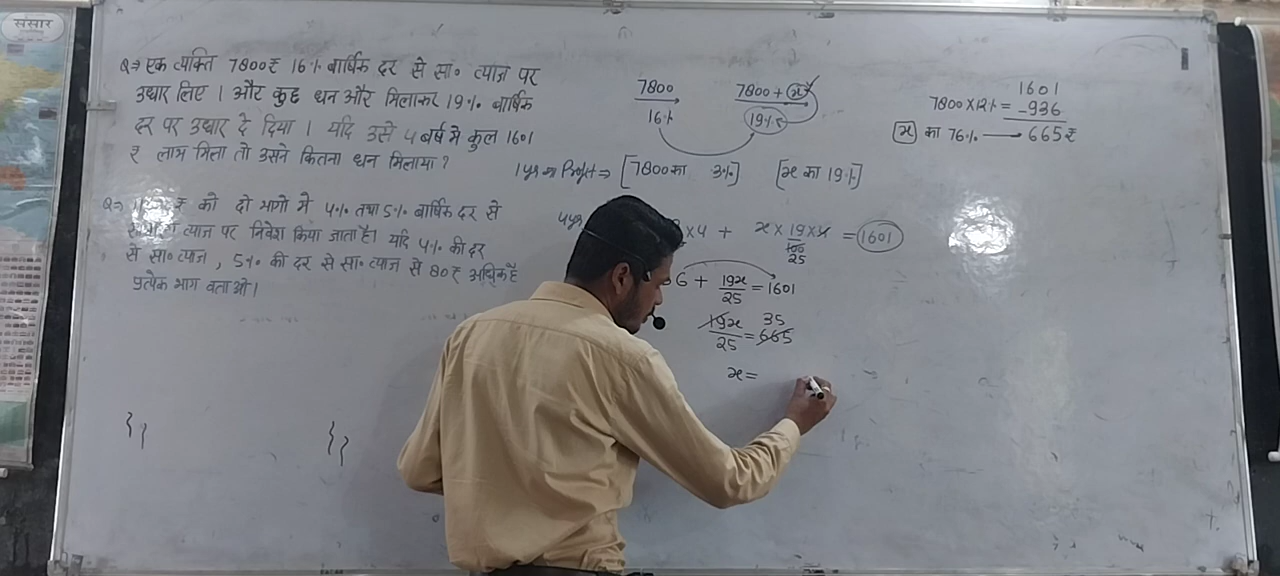 संसार
Q⇒ एक व्यक्ति 7800₹ 16% वार्षिक दर से सा० ब्याज पर
उधार लिए । और कुछ धन और मिलाकर 19% वार्षिक
दर पर उधार दे दिया । यदि उसे 4 बर्ष मे कुल 1601
₹ लाभ मिला तो उसने कितना धन मिलाया ?
Q⇒ ₹ को दो भागो में 4% तथा 5% बार्षिक दर से
ब्याज पर निवेश किया जाता है। यदि 4% की दर
से सा० ब्याज , 5% की दर से सा० ब्याज से 80₹ अधिक है
प्रत्येक भाग बताओ।
7800
16%
7800 + x
19%
1yr का Profit ⇒ [7800 का 3%] [x का 19%]
4yr ×4 + x × 19 × 4 = 1601
100
25
6 + 19x/25 = 1601
19x/25 = 665
35
x =
1601
7800×12% = -936
x का 76% → 665₹